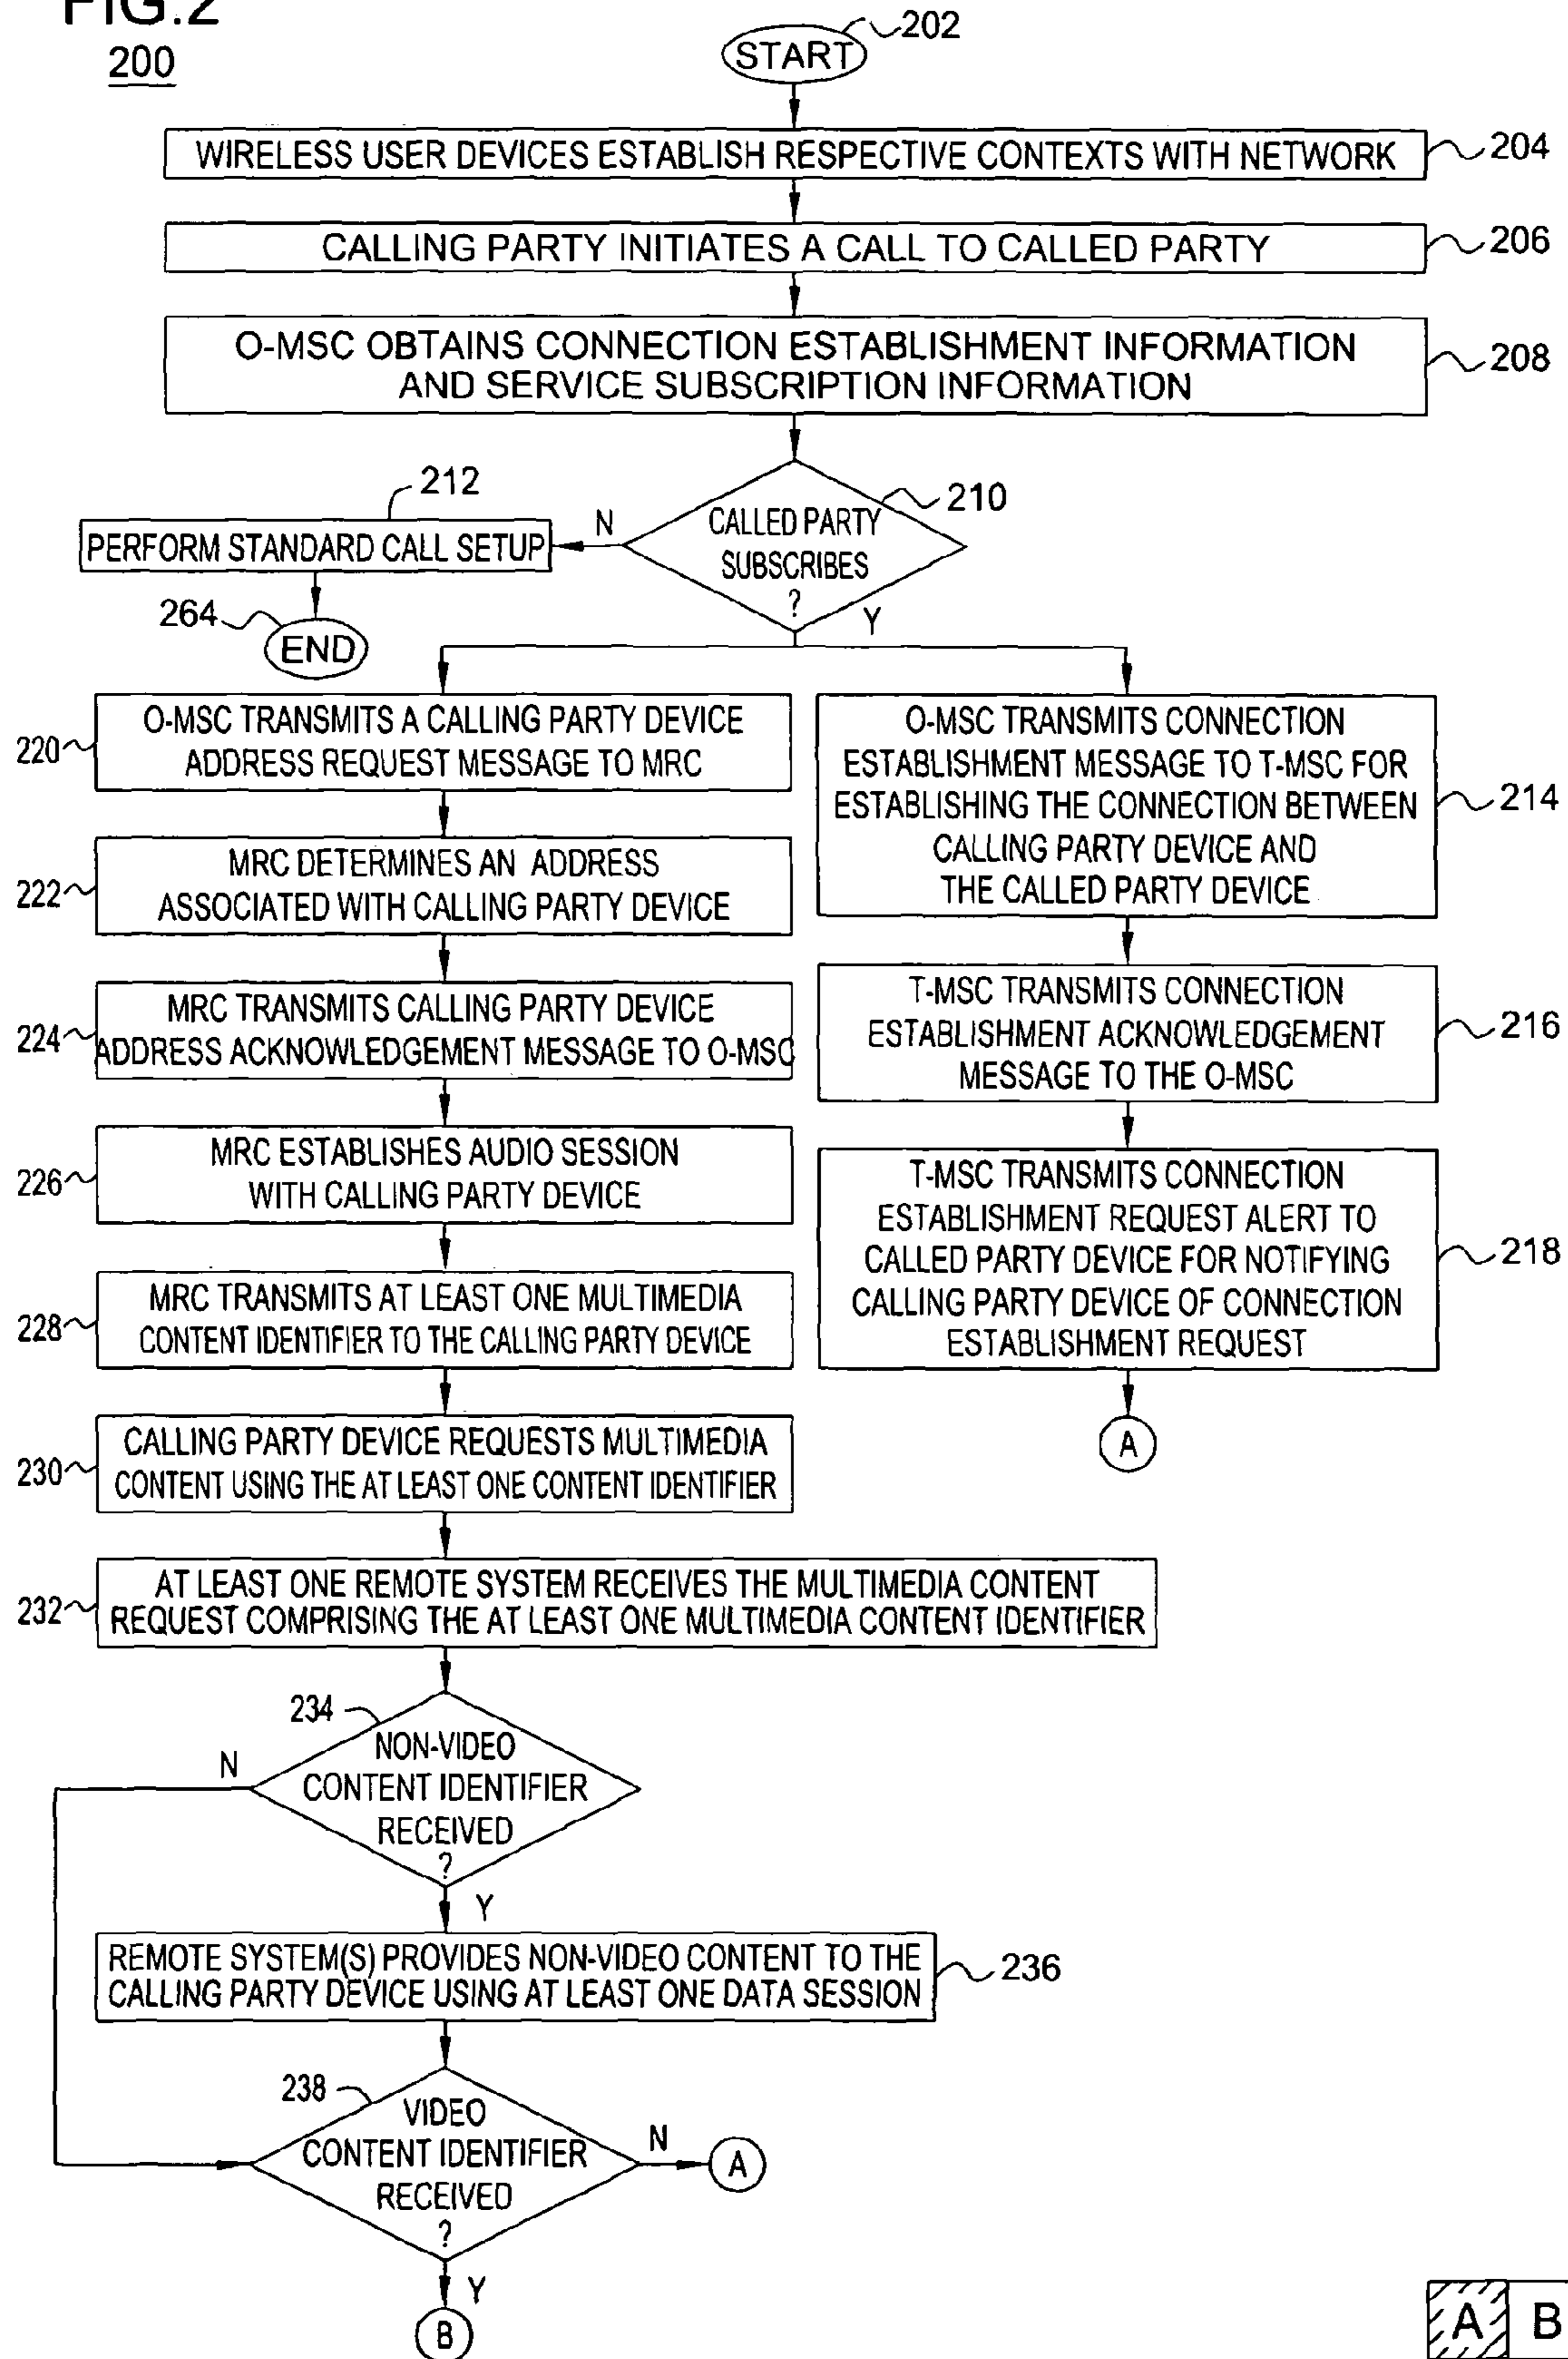 FIG.2
200
START
202
WIRELESS USER DEVICES ESTABLISH RESPECTIVE CONTEXTS WITH NETWORK
204
CALLING PARTY INITIATES A CALL TO CALLED PARTY
206
O-MSC OBTAINS CONNECTION ESTABLISHMENT INFORMATION
AND SERVICE SUBSCRIPTION INFORMATION
208
CALLED PARTY
SUBSCRIBES
?
210
N
Y
212
PERFORM STANDARD CALL SETUP
264
END
220
O-MSC TRANSMITS A CALLING PARTY DEVICE
ADDRESS REQUEST MESSAGE TO MRC
222
MRC DETERMINES AN ADDRESS
ASSOCIATED WITH CALLING PARTY DEVICE
224
MRC TRANSMITS CALLING PARTY DEVICE
ADDRESS ACKNOWLEDGEMENT MESSAGE TO O-MSC
226
MRC ESTABLISHES AUDIO SESSION
WITH CALLING PARTY DEVICE
228
MRC TRANSMITS AT LEAST ONE MULTIMEDIA
CONTENT IDENTIFIER TO THE CALLING PARTY DEVICE
230
CALLING PARTY DEVICE REQUESTS MULTIMEDIA
CONTENT USING THE AT LEAST ONE CONTENT IDENTIFIER
O-MSC TRANSMITS CONNECTION
ESTABLISHMENT MESSAGE TO T-MSC FOR
ESTABLISHING THE CONNECTION BETWEEN
CALLING PARTY DEVICE AND
THE CALLED PARTY DEVICE
214
T-MSC TRANSMITS CONNECTION
ESTABLISHMENT ACKNOWLEDGEMENT
MESSAGE TO THE O-MSC
216
T-MSC TRANSMITS CONNECTION
ESTABLISHMENT REQUEST ALERT TO
CALLED PARTY DEVICE FOR NOTIFYING
CALLING PARTY DEVICE OF CONNECTION
ESTABLISHMENT REQUEST
218
A
232
AT LEAST ONE REMOTE SYSTEM RECEIVES THE MULTIMEDIA CONTENT
REQUEST COMPRISING THE AT LEAST ONE MULTIMEDIA CONTENT IDENTIFIER
234
NON-VIDEO
CONTENT IDENTIFIER
RECEIVED
?
N
Y
REMOTE SYSTEM(S) PROVIDES NON-VIDEO CONTENT TO THE
CALLING PARTY DEVICE USING AT LEAST ONE DATA SESSION
236
238
VIDEO
CONTENT IDENTIFIER
RECEIVED
?
N
A
Y
B
A B